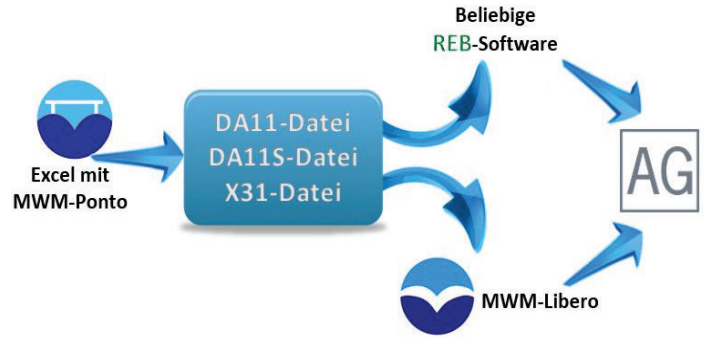 Beliebige
REB-Software
Excel mit
MWM-Ponto
DA11-Datei
DA11S-Datei
X31-Datei
AG
MWM-Libero